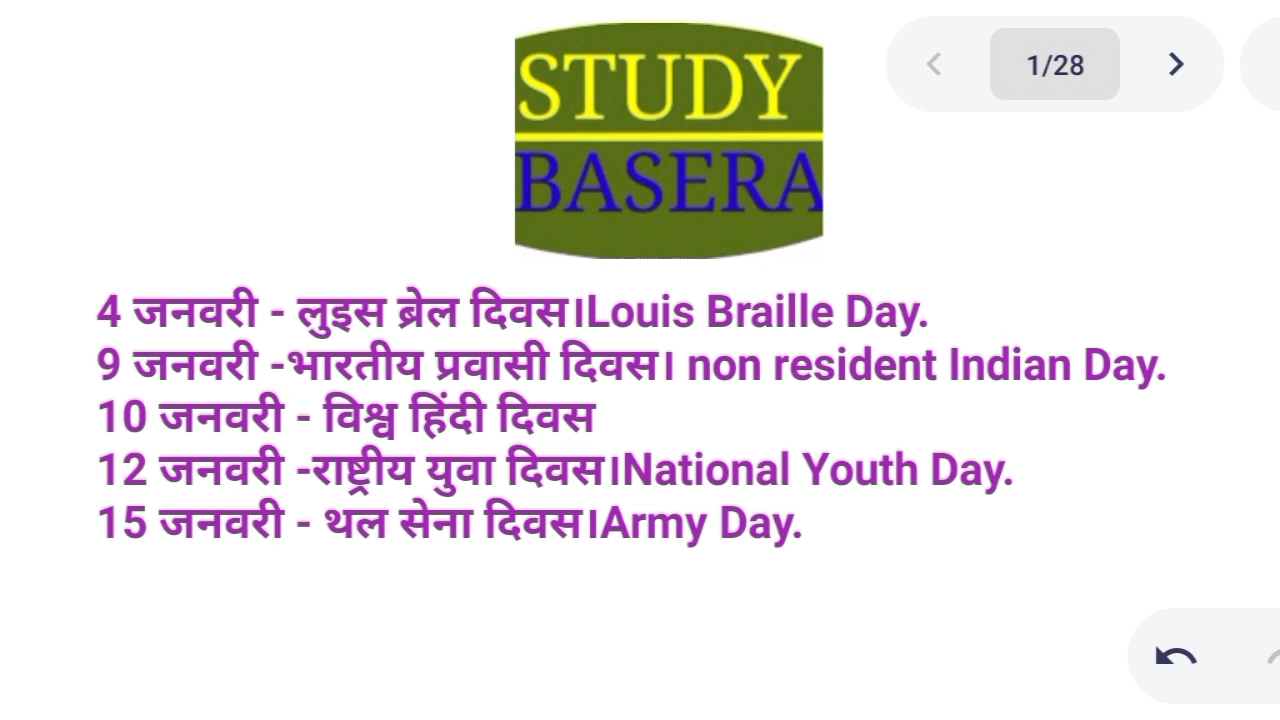 STUDY
BASERA
1/28
4 जनवरी - लुइस ब्रेल दिवस।Louis Braille Day.
9 जनवरी -भारतीय प्रवासी दिवस। non resident Indian Day.
10 जनवरी - विश्व हिंदी दिवस
12 जनवरी -राष्ट्रीय युवा दिवस।National Youth Day.
15 जनवरी - थल सेना दिवस।Army Day.